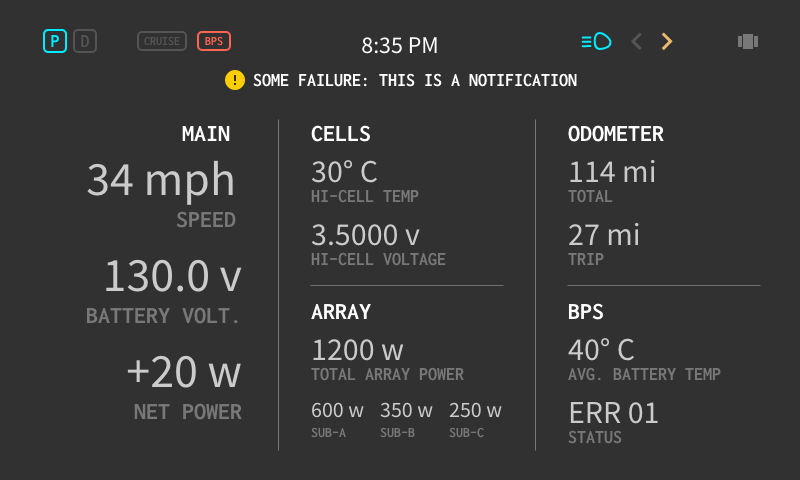 P D CRUISE BPS 8:35 PM
! SOME FAILURE: THIS IS A NOTIFICATION
MAIN
34 mph
SPEED
130.0 v
BATTERY VOLT.
+20 w
NET POWER
CELLS
30° C
HI-CELL TEMP
3.5000 v
HI-CELL VOLTAGE
ARRAY
1200 w
TOTAL ARRAY POWER
600 w 350 w 250 w
SUB-A SUB-B SUB-C
ODOMETER
114 mi
TOTAL
27 mi
TRIP
BPS
40° C
AVG. BATTERY TEMP
ERR 01
STATUS